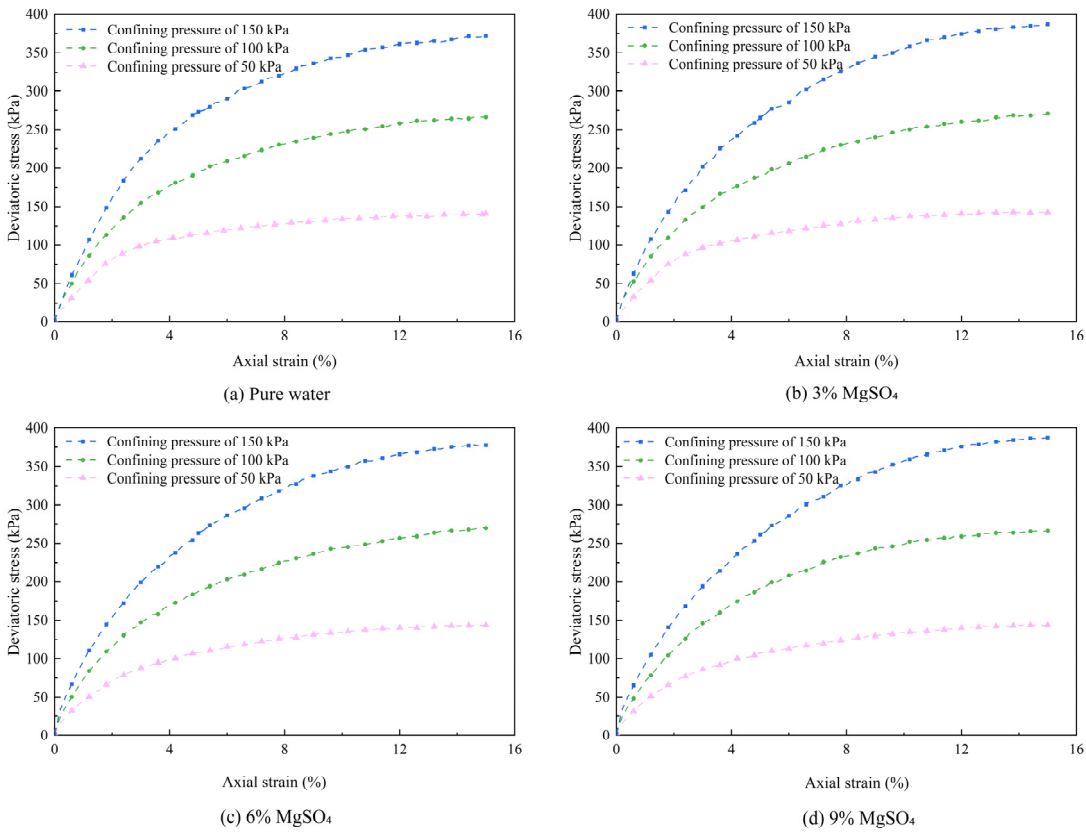 400
350
300
250
200
150
100
50
0
Deviatoric stress (kPa)
Confining pressure of 150 kPa
Confining pressure of 100 kPa
Confining pressure of 50 kPa
0 4 8 12 16
Axial strain (%)
(a) Pure water
400
350
300
250
200
150
100
50
0
Deviatoric stress (kPa)
Confining pressure of 150 kPa
Confining pressure of 100 kPa
Confining pressure of 50 kPa
0 4 8 12 16
Axial strain (%)
(b) 3% MgSO₄
400
350
300
250
200
150
100
50
0
Deviatoric stress (kPa)
Confining pressure of 150 kPa
Confining pressure of 100 kPa
Confining pressure of 50 kPa
0 4 8 12 16
Axial strain (%)
(c) 6% MgSO₄
400
350
300
250
200
150
100
50
0
Deviatoric stress (kPa)
Confining pressure of 150 kPa
Confining pressure of 100 kPa
Confining pressure of 50 kPa
0 4 8 12 16
Axial strain (%)
(d) 9% MgSO₄